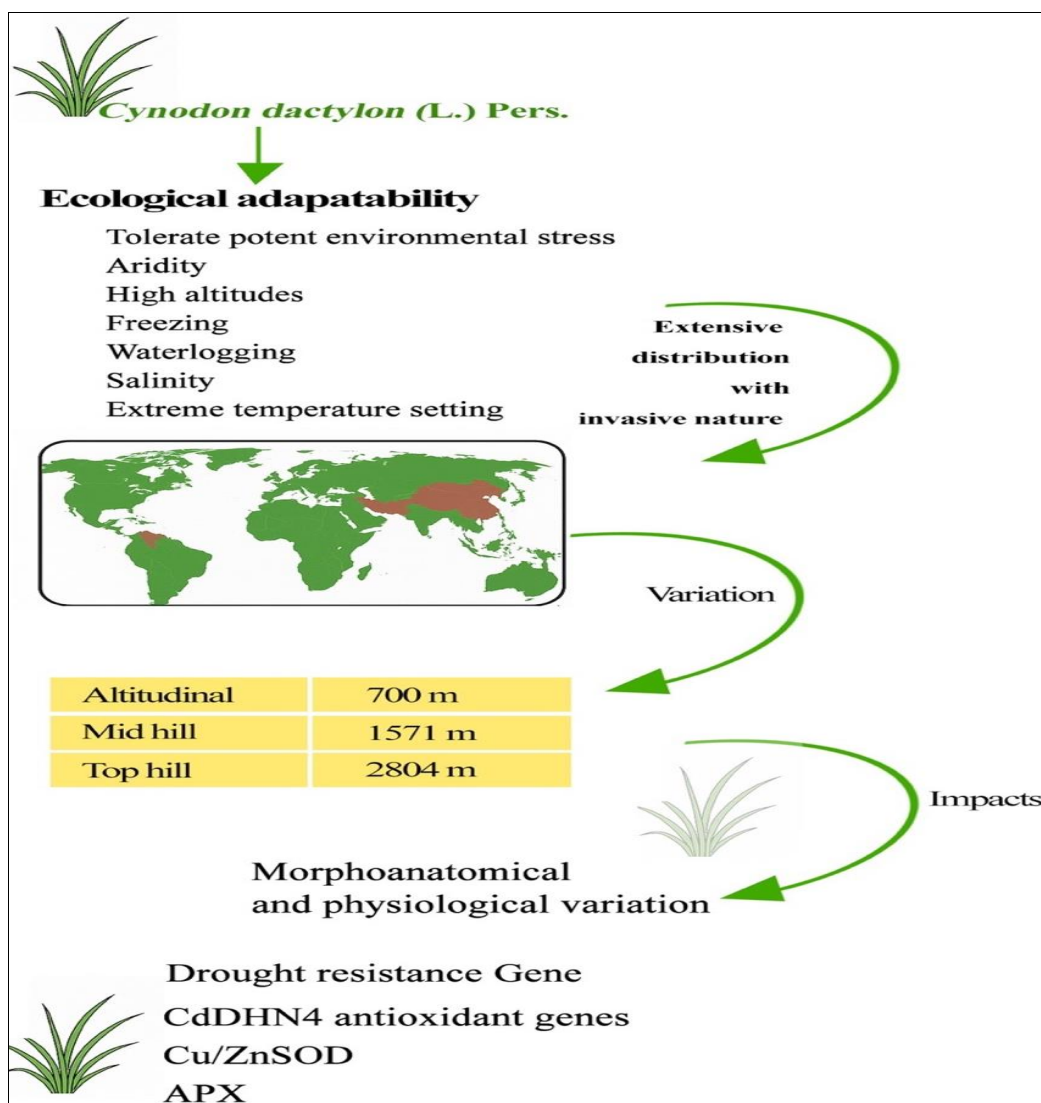 Cynodon dactylon (L.) Pers.
Ecological adapatability
Tolerate potent environmental stress
Aridity
High altitudes
Freezing
Waterlogging
Salinity
Extreme temperature setting
Extensive
distribution
with
invasive nature
Variation
Altitudinal 700 m
Mid hill 1571 m
Top hill 2804 m
Impacts
Morphoanatomical
and physiological variation
Drought resistance Gene
CdDHN4 antioxidant genes
Cu/ZnSOD
APX